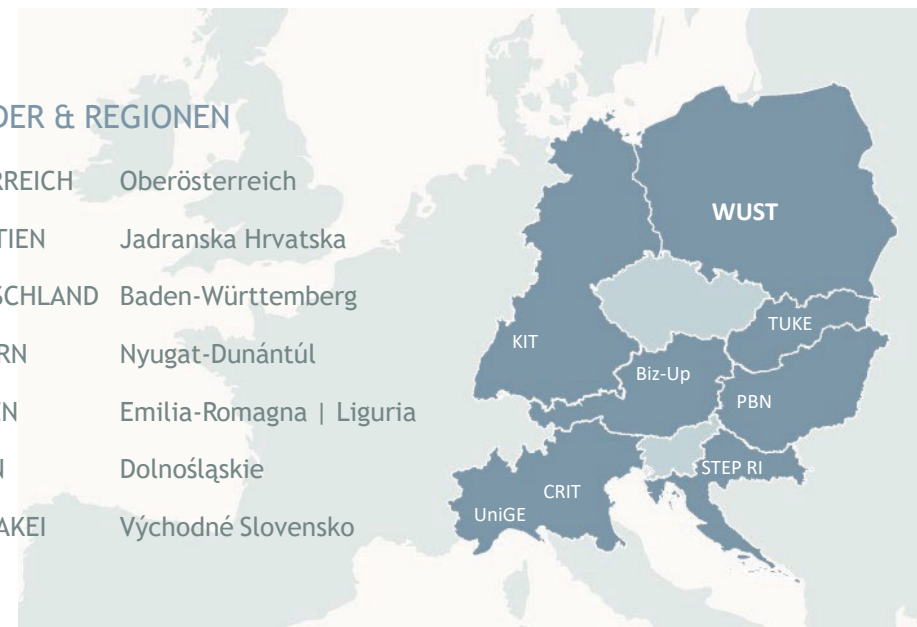 DER & REGIONEN
RREICH Oberösterreich
TIEN Jadranska Hrvatska
SCHLAND Baden-Württemberg
RN Nyugat-Dunántúl
EN Emilia-Romagna | Liguria
N Dolnośląskie
AKEI Východné Slovensko
WUST
TUKE
KIT
Biz-Up
PBN
STEP RI
CRIT
UniGE